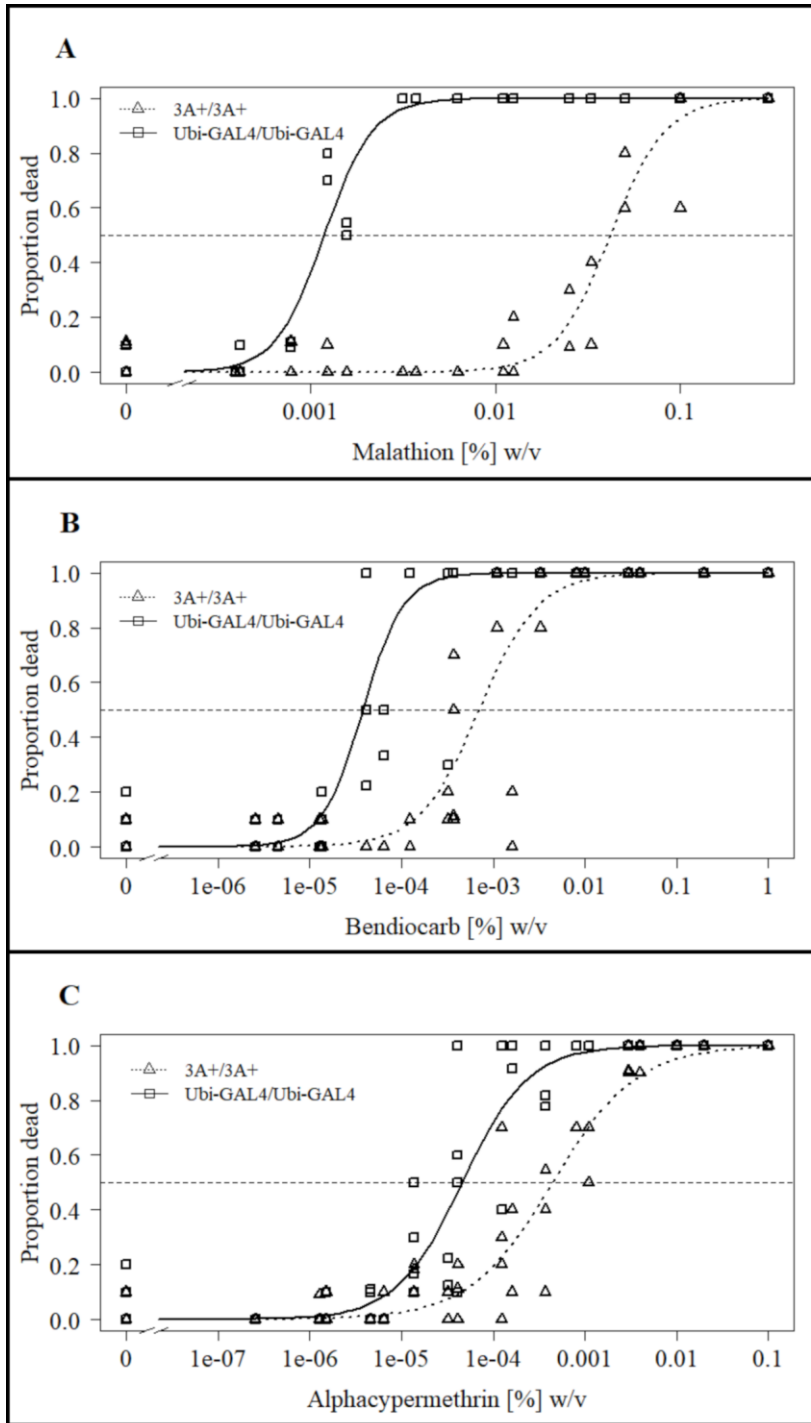 A
3A+/3A+
Ubi-GAL4/Ubi-GAL4
Proportion dead
1.0
0.8
0.6
0.4
0.2
0.0
0 0.001 0.01 0.1
Malathion [%] w/v
B
3A+/3A+
Ubi-GAL4/Ubi-GAL4
Proportion dead
1.0
0.8
0.6
0.4
0.2
0.0
0 1e-06 1e-05 1e-04 1e-03 0.01 0.1 1
Bendiocarb [%] w/v
C
3A+/3A+
Ubi-GAL4/Ubi-GAL4
Proportion dead
1.0
0.8
0.6
0.4
0.2
0.0
0 1e-07 1e-06 1e-05 1e-04 0.001 0.01 0.1
Alphacypermethrin [%] w/v